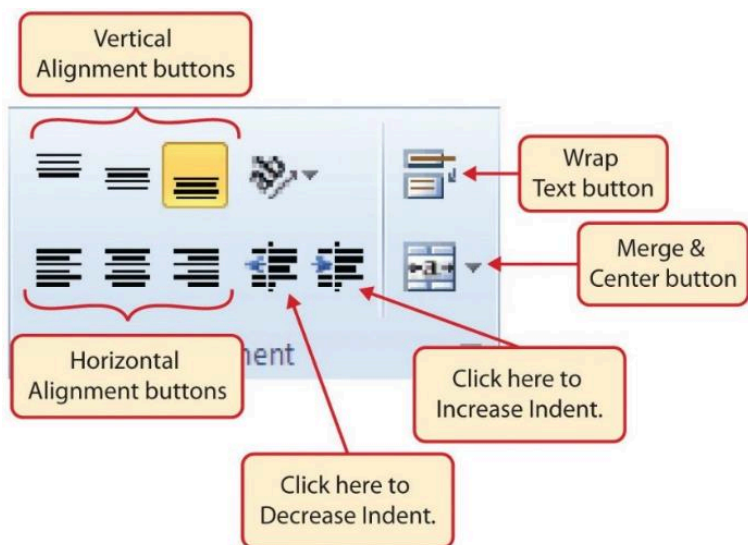 Vertical
Alignment buttons
Wrap
Text button
a
Merge &
Center button
Horizontal
Alignment buttons
Click here to
Increase Indent.
Click here to
Decrease Indent.